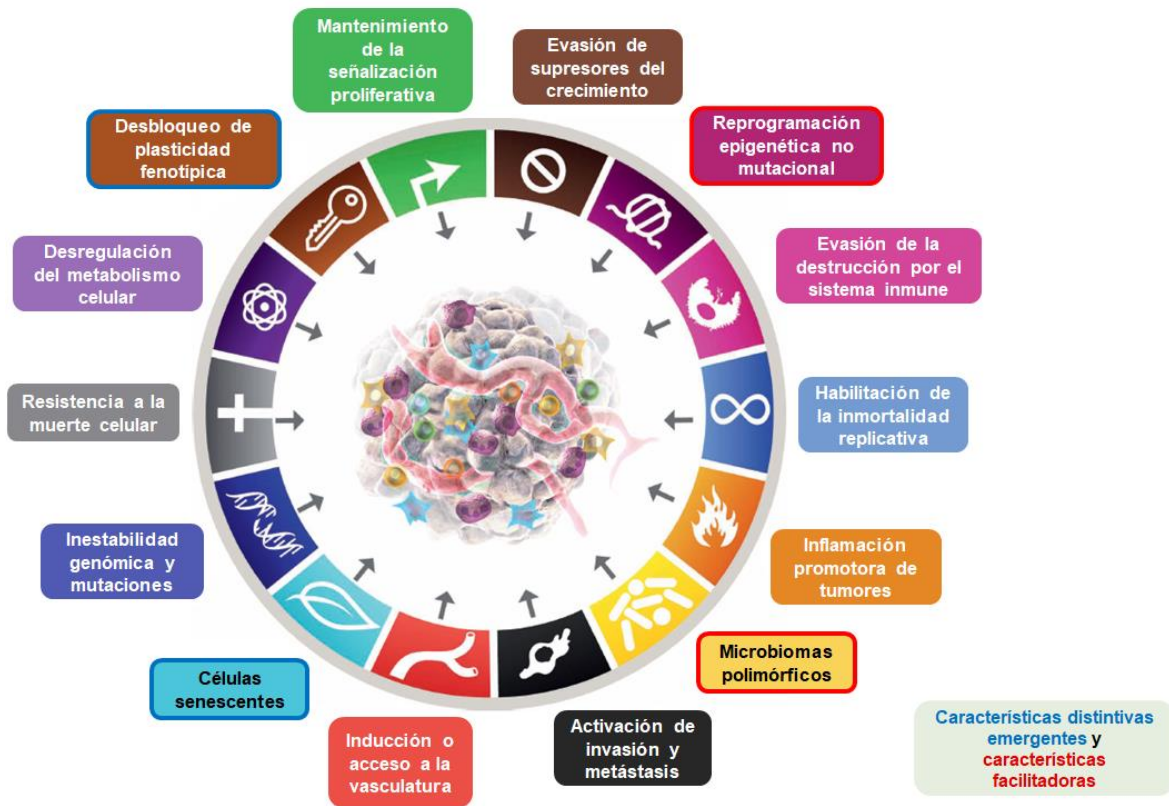 Mantenimiento
de la
señalización
proliferativa
Evasión de
supresores del
crecimiento
Desbloqueo de
plasticidad
fenotípica
Reprogramación
epigenética no
mutacional
Desregulación
del metabolismo
celular
Evasión de la
destrucción por el
sistema inmune
Resistencia a la
muerte celular
Habilitación de
la inmortalidad
replicativa
Inestabilidad
genómica y
mutaciones
Inflamación
promotora de
tumores
Células
senescentes
Microbiomas
polimórficos
Inducción o
acceso a la
vasculatura
Activación de
invasión y
metástasis
Características distintivas
emergentes y
características
facilitadoras